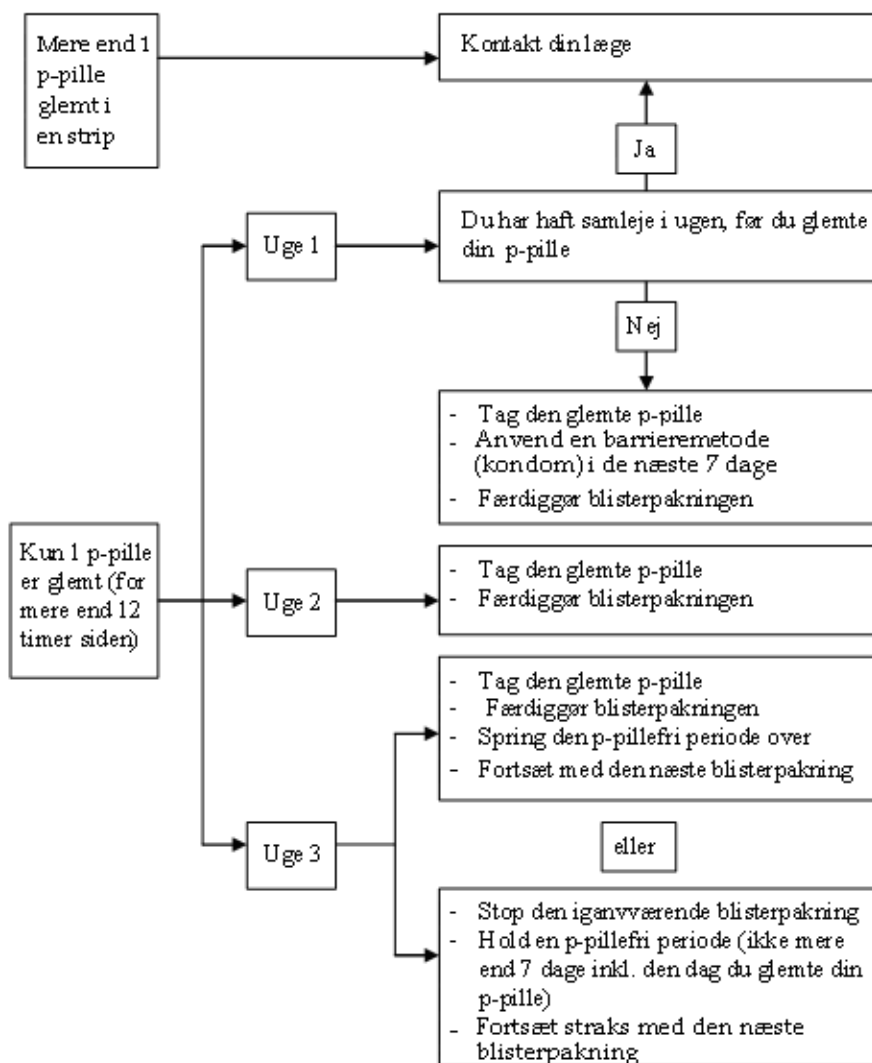 Mere end 1
p-pille
glemt i
en strip
Kontakt din læge
Ja
Uge 1
Du har haft samleje i ugen, før du glemte
din p-pille
Nej
- Tag den glemte p-pille
- Anvend en barrieremetode
(kondom) i de næste 7 dage
- Færdiggør blisterpakningen
Kun 1 p-pille
er glemt (for
mere end 12
timer siden)
Uge 2
- Tag den glemte p-pille
- Færdiggør blisterpakningen
Uge 3
- Tag den glemte p-pille
- Færdiggør blisterpakningen
- Spring den p-pillefri periode over
- Fortsæt med den næste blisterpakning
eller
- Stop den iganvværende blisterpakning
- Hold en p-pillefri periode (ikke mere
end 7 dage inkl. den dag du glemte din
p-pille)
- Fortsæt straks med den næste
blisterpakning